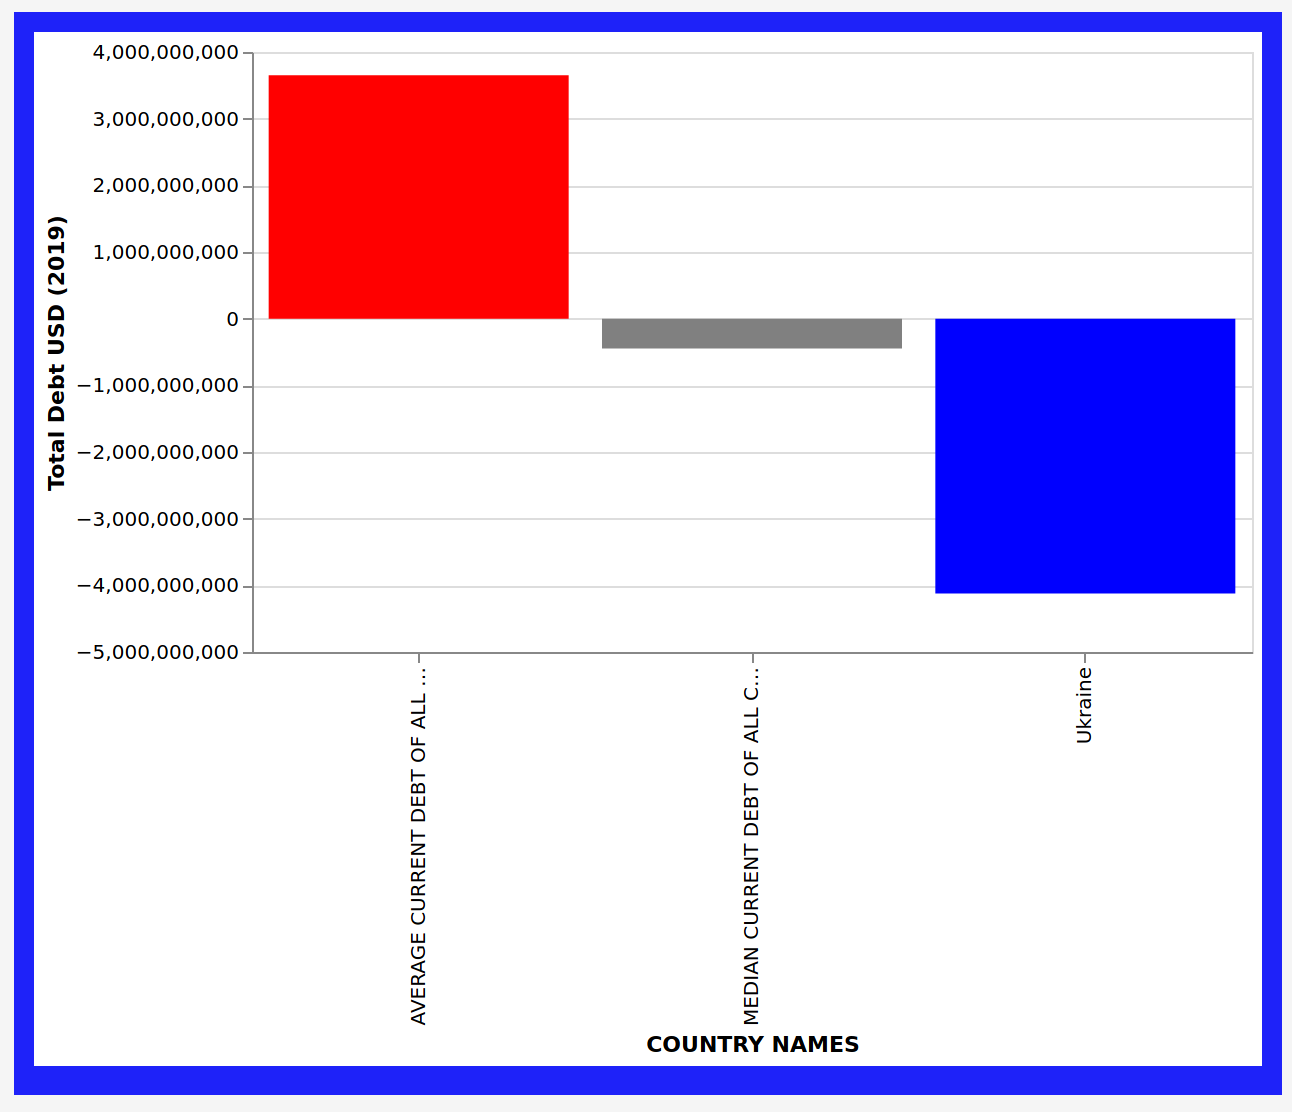 4,000,000,000
3,000,000,000
2,000,000,000
1,000,000,000
0
−1,000,000,000
−2,000,000,000
−3,000,000,000
−4,000,000,000
−5,000,000,000
Total Debt USD (2019)
AVERAGE CURRENT DEBT OF ALL …
MEDIAN CURRENT DEBT OF ALL C…
Ukraine
COUNTRY NAMES